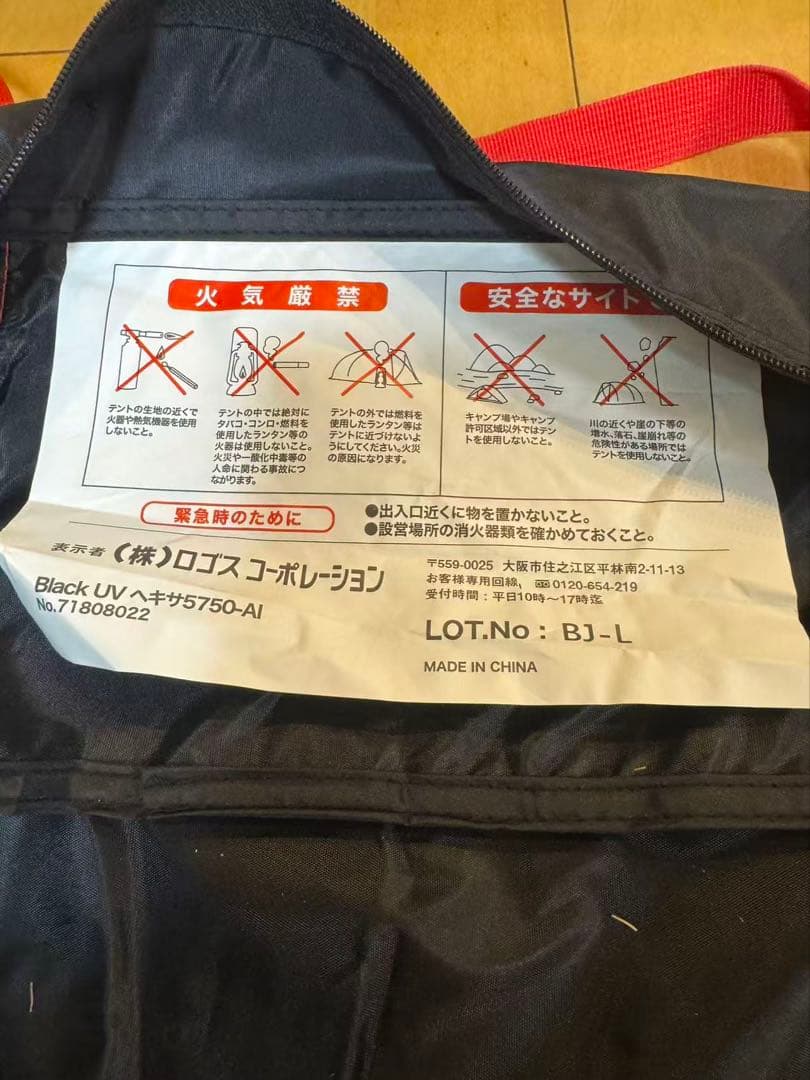 火気厳禁
安全なサイト
テントの生地の近くで
火器や熱気機器を使用
しないこと。
テントの中では絶対に
タバコ・コンロ・燃料を
使用したランタン等の
火器は使用しないこと。
火災や一酸化中毒等の
人命に関わる事故につ
ながります。
テントの外では燃料を
使用したランタン等は
テントに近づけないよ
うにしてください。火災
の原因になります。
キャンプ場やキャンプ
許可区域以外ではテン
トを使用しないこと。
川の近くや崖の下等の
増水、落石、崖崩れ等の
危険性がある場所では
テントを使用しないこと。
緊急時のために
●出入口近くに物を置かないこと。
●設営場所の消火器類を確かめておくこと。
表示者 (株)ロゴス コーポレーション
Black UV ヘキサ5750-AI
No.71808022
〒559-0025 大阪市住之江区平林南2-11-13
お客様専用回線 0120-654-219
受付時間:平日10時〜17時迄
LOT.No : BJ-L
MADE IN CHINA